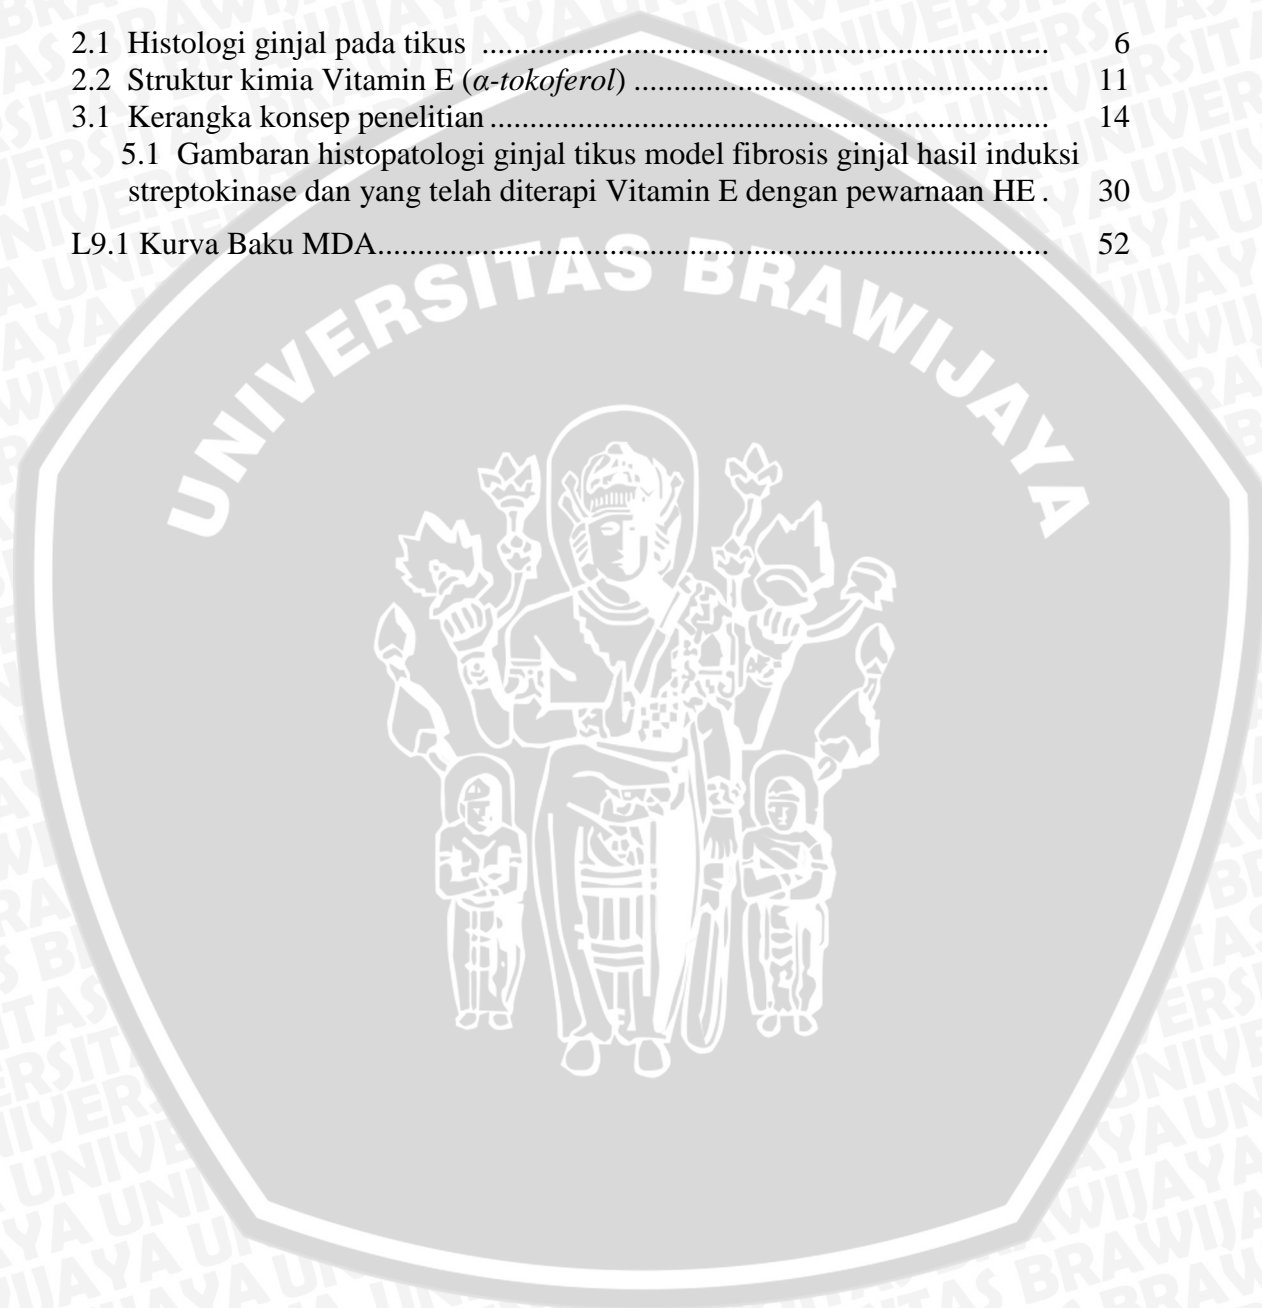 2.1 Histologi ginjal pada tikus ...................................................................... 6
2.2 Struktur kimia Vitamin E (α-tokoferol) ................................................... 11
3.1 Kerangka konsep penelitian ..................................................................... 14
5.1 Gambaran histopatologi ginjal tikus model fibrosis ginjal hasil induksi
streptokinase dan yang telah diterapi Vitamin E dengan pewarnaan HE . 30
L9.1 Kurva Baku MDA................................................................................... 52
UNIVERSITAS BRAWIJAYA